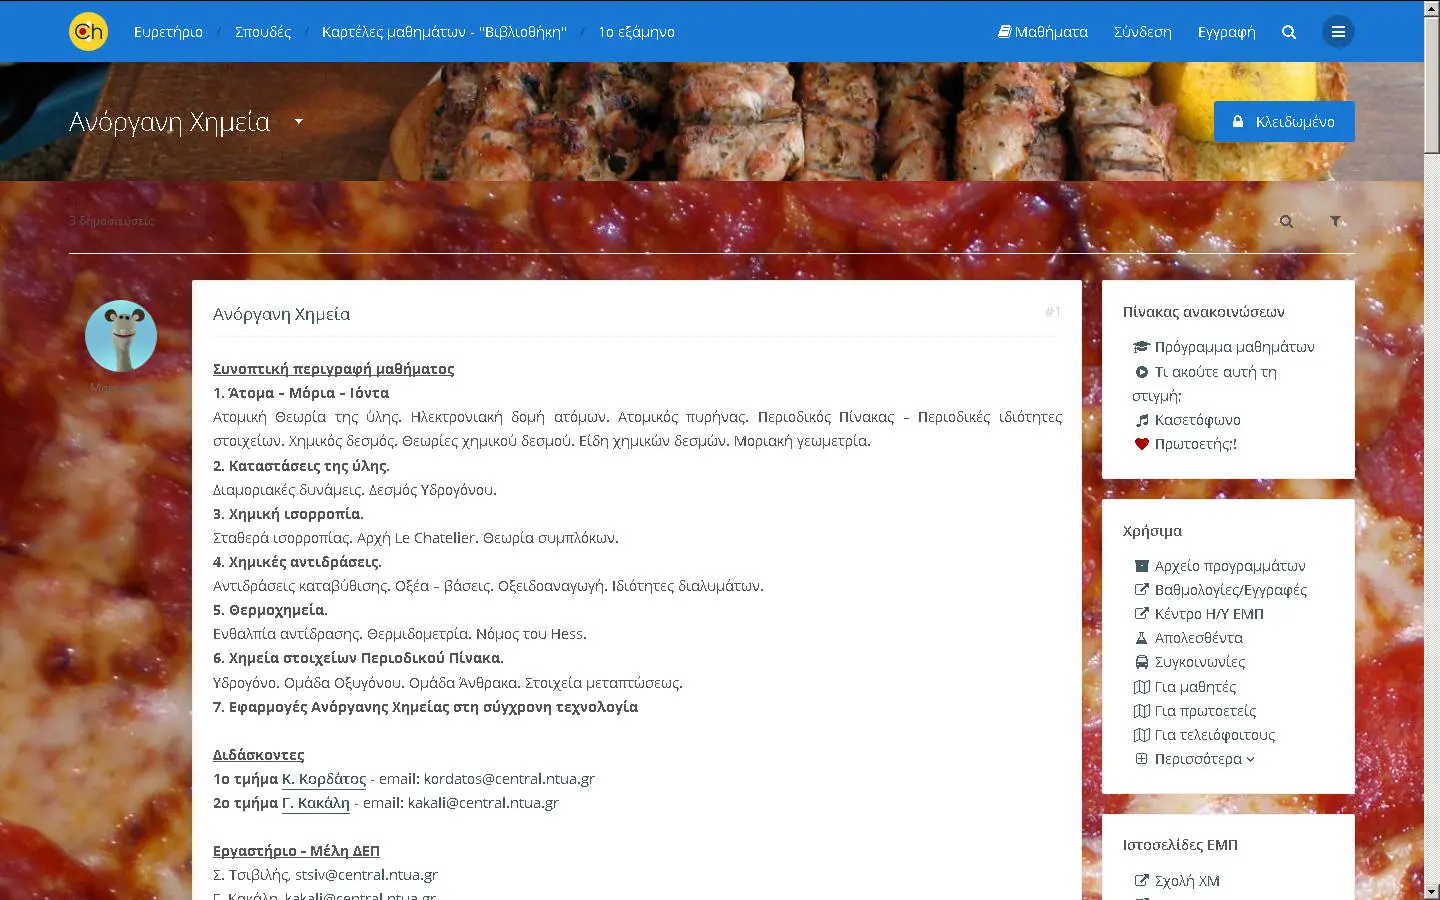 Ch Ευρετήριο / Σπουδές / Καρτέλες μαθημάτων - "Βιβλιοθήκη" / 1ο εξάμηνο Μαθήματα Σύνδεση Εγγραφή
Ανόργανη Χημεία Κλειδωμένο
3 δημοσιεύσεις
Ανόργανη Χημεία #1
Συνοπτική περιγραφή μαθήματος
1. Άτομα – Μόρια – Ιόντα
Ατομική Θεωρία της ύλης. Ηλεκτρονιακή δομή ατόμων. Ατομικός πυρήνας. Περιοδικός Πίνακας – Περιοδικές ιδιότητες
στοιχείων. Χημικός δεσμός. Θεωρίες χημικού δεσμού. Είδη χημικών δεσμών. Μοριακή γεωμετρία.
2. Καταστάσεις της ύλης.
Διαμοριακές δυνάμεις. Δεσμός Υδρογόνου.
3. Χημική ισορροπία.
Σταθερά ισορροπίας. Αρχή Le Chatelier. Θεωρία συμπλόκων.
4. Χημικές αντιδράσεις.
Αντιδράσεις καταβύθισης. Οξέα – βάσεις. Οξειδοαναγωγή. Ιδιότητες διαλυμάτων.
5. Θερμοχημεία.
Ενθαλπία αντίδρασης. Θερμιδομετρία. Νόμος του Hess.
6. Χημεία στοιχείων Περιοδικού Πίνακα.
Υδρογόνο. Ομάδα Οξυγόνου. Ομάδα Άνθρακα. Στοιχεία μεταπτώσεως.
7. Εφαρμογές Ανόργανης Χημείας στη σύγχρονη τεχνολογία
Διδάσκοντες
1ο τμήμα Κ. Κορδάτος - email: kordatos@central.ntua.gr
2ο τμήμα Γ. Κακάλη - email: kakali@central.ntua.gr
Εργαστήριο - Μέλη ΔΕΠ
Σ. Τσιβιλής, stsiv@central.ntua.gr
Γ. Κακάλη, kakali@central.ntua.gr
Πίνακας ανακοινώσεων
Πρόγραμμα μαθημάτων
Τι ακούτε αυτή τη
στιγμή;
Κασετόφωνο
Πρωτοετής;!
Χρήσιμα
Αρχείο προγραμμάτων
Βαθμολογίες/Εγγραφές
Κέντρο Η/Υ ΕΜΠ
Απολεσθέντα
Συγκοινωνίες
Για μαθητές
Για πρωτοετείς
Για τελειόφοιτους
Περισσότερα
Ιστοσελίδες ΕΜΠ
Σχολή ΧΜ